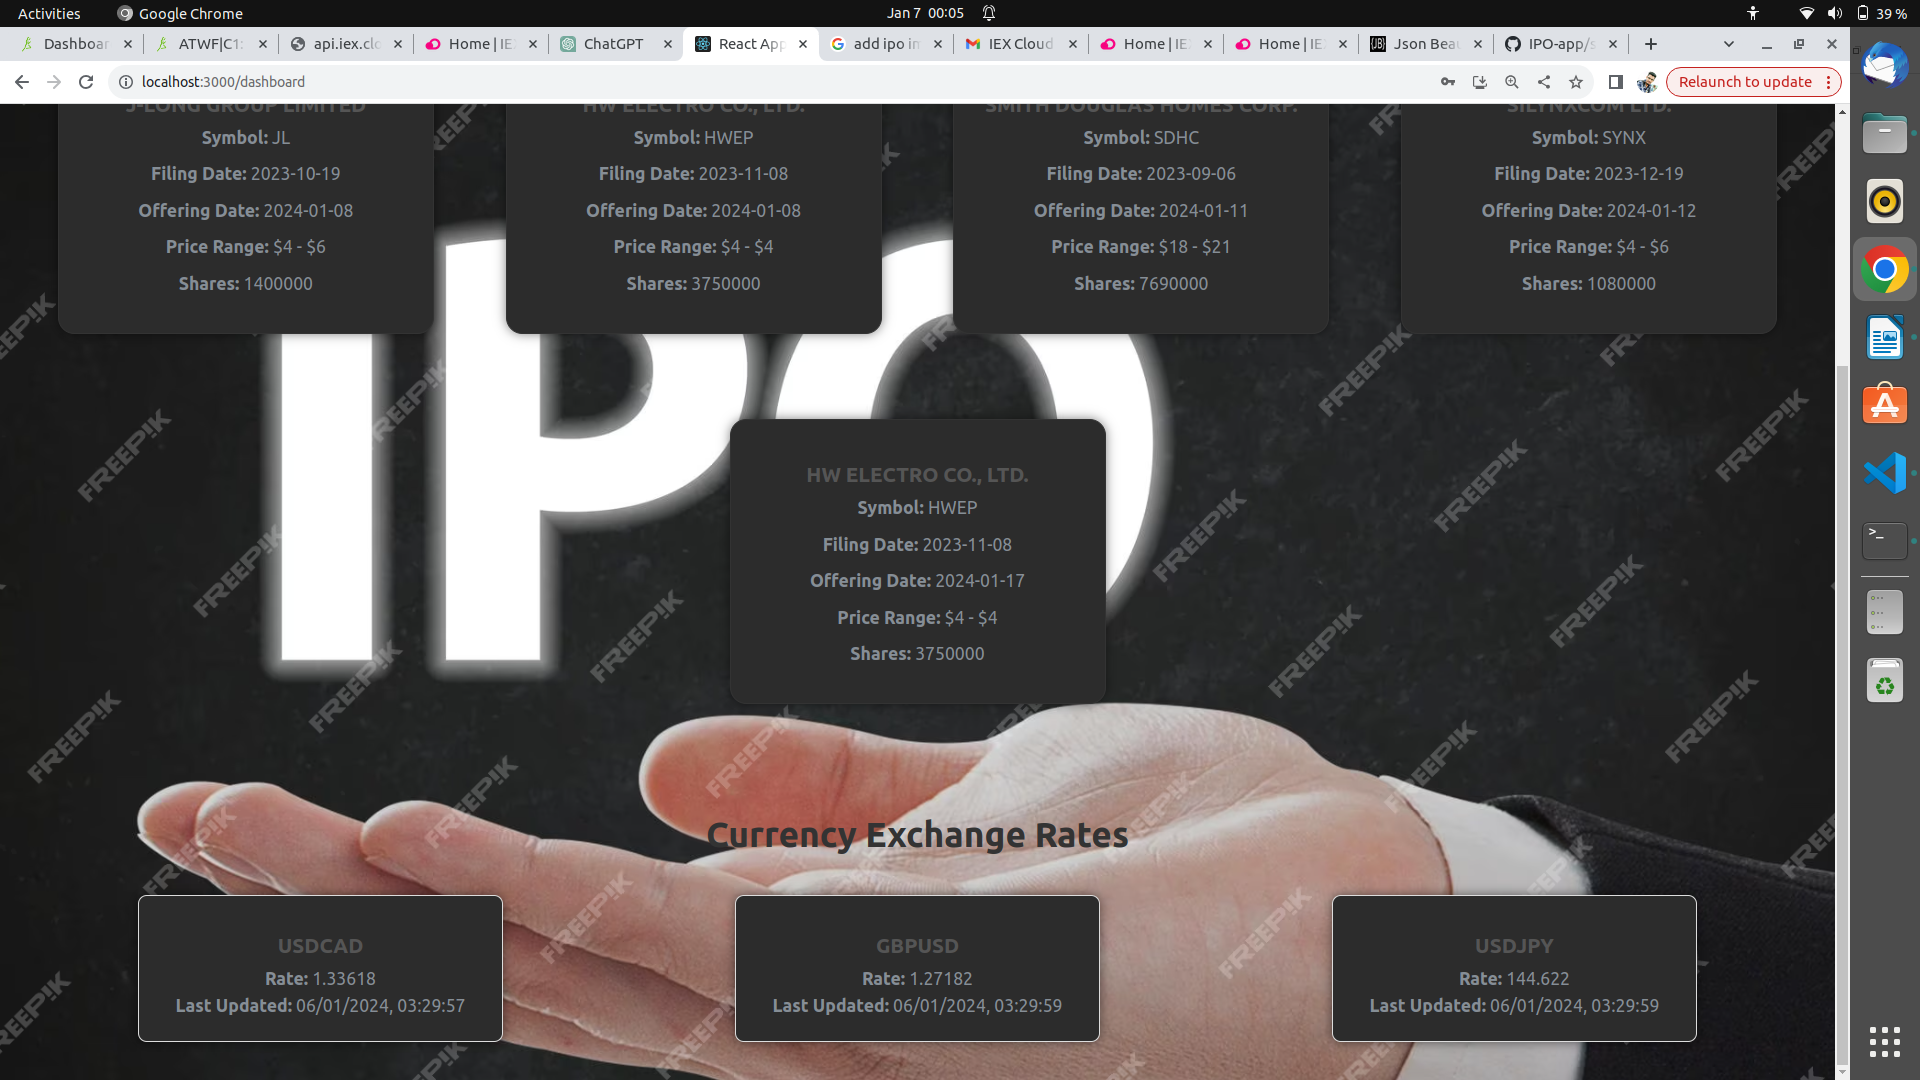 Activities
Google Chrome
Jan 7 00:05
39 %
Dashboar
ATWF|C1:
api.iex.clo
Home | IE
ChatGPT
React App
add ipo in
IEX Cloud
Home | IE
Home | IE
Json Beau
IPO-app/s
localhost:3000/dashboard
Relaunch to update
J-LONG GROUP LIMITED
Symbol: JL
Filing Date: 2023-10-19
Offering Date: 2024-01-08
Price Range: $4 - $6
Shares: 1400000
HW ELECTRO CO., LTD.
Symbol: HWEP
Filing Date: 2023-11-08
Offering Date: 2024-01-08
Price Range: $4 - $4
Shares: 3750000
SMITH DOUGLAS HOMES CORP.
Symbol: SDHC
Filing Date: 2023-09-06
Offering Date: 2024-01-11
Price Range: $18 - $21
Shares: 7690000
SILYNXCOM LTD.
Symbol: SYNX
Filing Date: 2023-12-19
Offering Date: 2024-01-12
Price Range: $4 - $6
Shares: 1080000
IPO
HW ELECTRO CO., LTD.
Symbol: HWEP
Filing Date: 2023-11-08
Offering Date: 2024-01-17
Price Range: $4 - $4
Shares: 3750000
FREEPIK
Currency Exchange Rates
USDCAD
Rate: 1.33618
Last Updated: 06/01/2024, 03:29:57
GBPUSD
Rate: 1.27182
Last Updated: 06/01/2024, 03:29:59
USDJPY
Rate: 144.622
Last Updated: 06/01/2024, 03:29:59